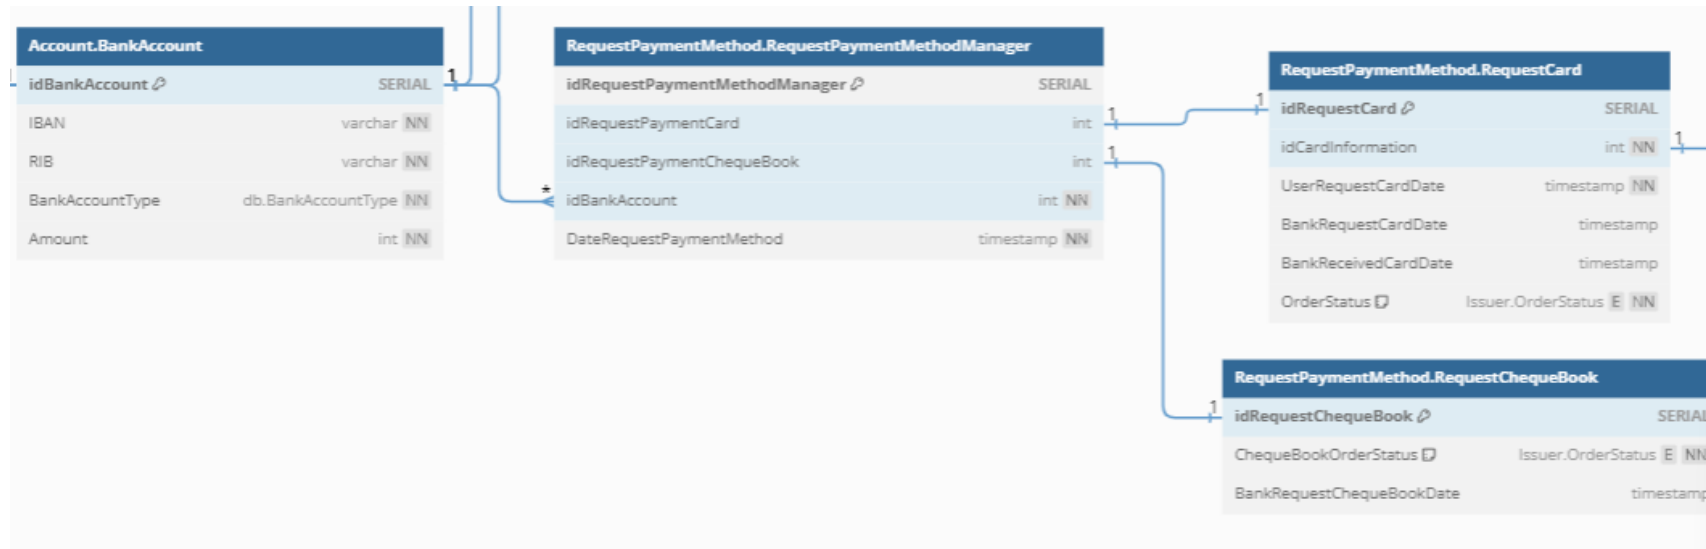 Account.BankAccount
idBankAccount SERIAL
IBAN varchar NN
RIB varchar NN
BankAccountType db.BankAccountType NN
Amount int NN
1
RequestPaymentMethod.RequestPaymentMethodManager
idRequestPaymentMethodManager SERIAL
idRequestPaymentCard int
idRequestPaymentChequeBook int
idBankAccount int NN
DateRequestPaymentMethod timestamp NN
*
1
1
1
RequestPaymentMethod.RequestCard
idRequestCard SERIAL
idCardInformation int NN
UserRequestCardDate timestamp NN
BankRequestCardDate timestamp
BankReceivedCardDate timestamp
OrderStatus Issuer.OrderStatus E NN
1
1
RequestPaymentMethod.RequestChequeBook
idRequestChequeBook SERIAL
ChequeBookOrderStatus Issuer.OrderStatus E NN
BankRequestChequeBookDate timestamp